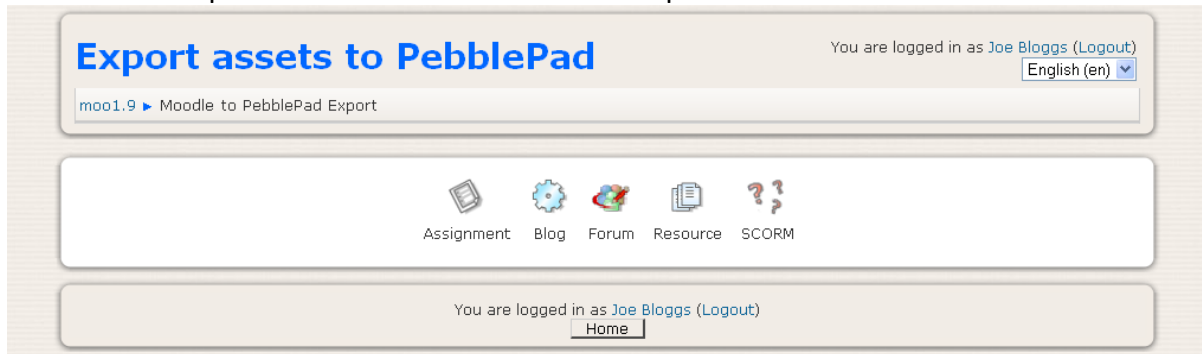 Export assets to PebblePad
You are logged in as Joe Bloggs (Logout)
English (en)
moo1.9 ► Moodle to PebblePad Export
Assignment Blog Forum Resource SCORM
You are logged in as Joe Bloggs (Logout)
Home